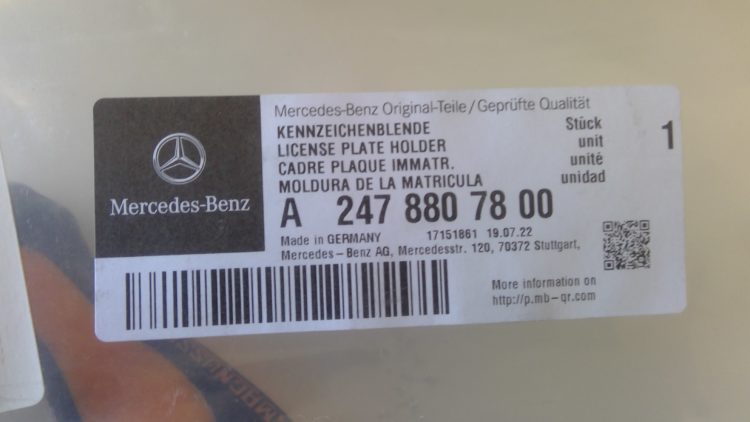 Mercedes-Benz
Mercedes-Benz Original-Teile/Geprüfte Qualität
KENNZEICHENBLENDE Stück
LICENSE PLATE HOLDER unit 1
CADRE PLAQUE IMMATR. unité
MOLDURA DE LA MATRICULA unidad
A 247 880 78 00
Made in GERMANY 17151861 19.07.22
Mercedes-Benz AG, Mercedesstr. 120, 70372 Stuttgart,
More information on
http://p.mb-qr.com